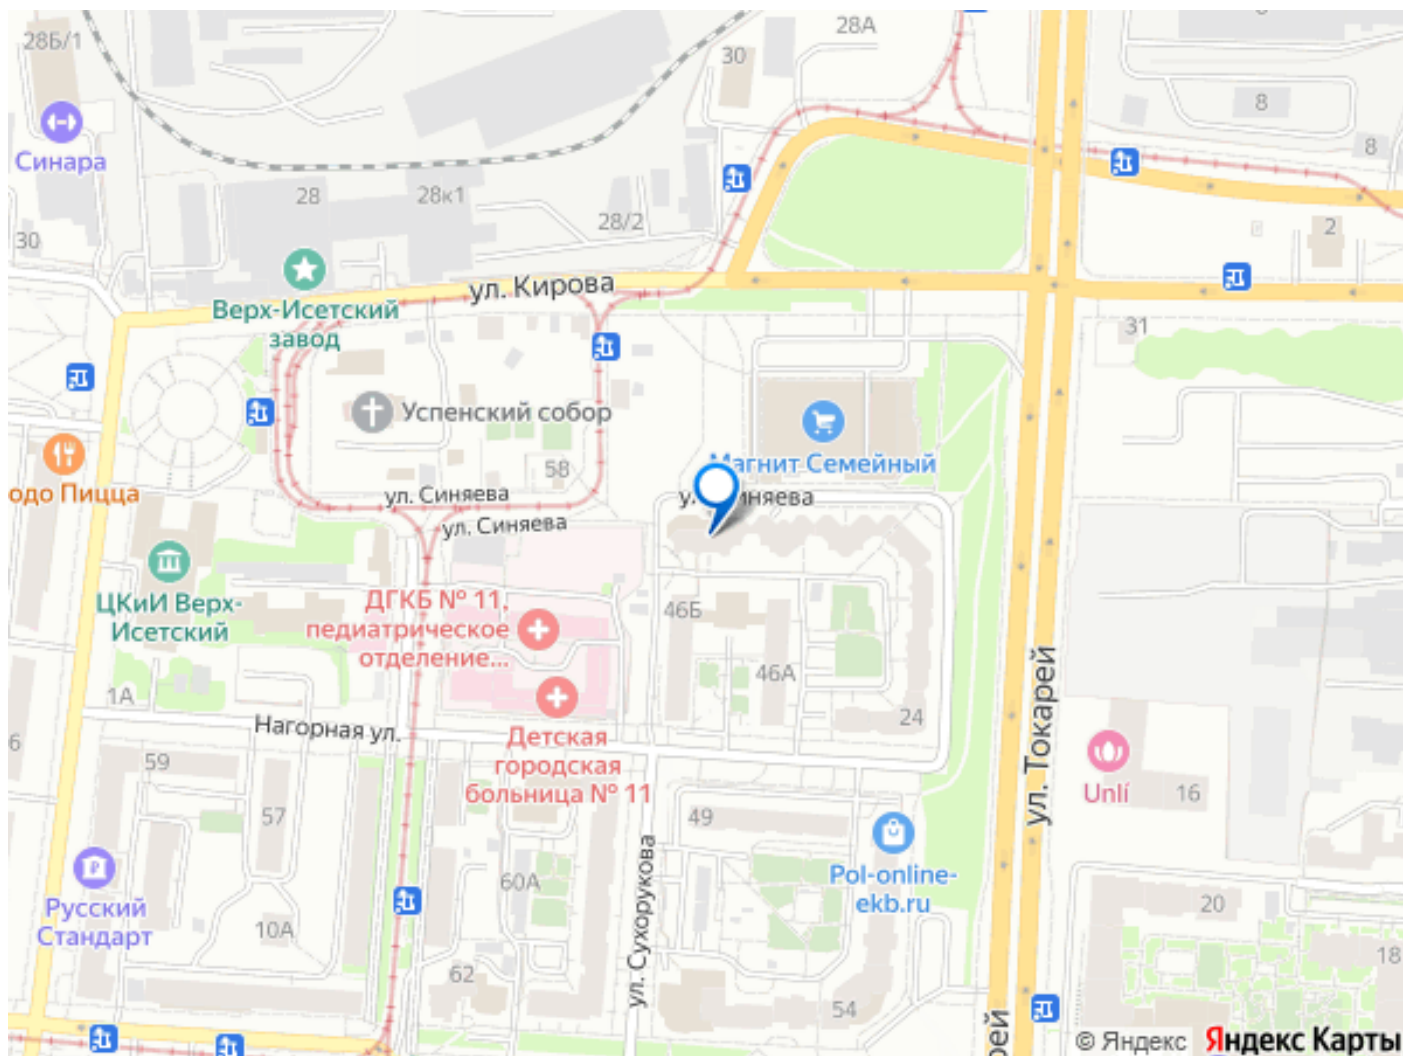 28Б/1
28А
30
8
Синара
8
28
28к1
28/2
2
30
ул. Кирова
Верх-Исетский
завод
31
Успенский собор
одо Пицца
58
Магнит Семейный
ул. Синяева
ул. Синяева
ЦКиИ Верх-
Исетский
ДГКБ № 11,
педиатрическое
отделение...
46Б
46А
1А
24
Нагорная ул.
Детская
городская
больница № 11
ул. Токарей
Unlí
16
59
57
49
60А
ул. Сухорукова
Pol-online-
ekb.ru
Русский
Стандарт
10А
20
18
62
54
рей
© Яндекс Яндекс Карты